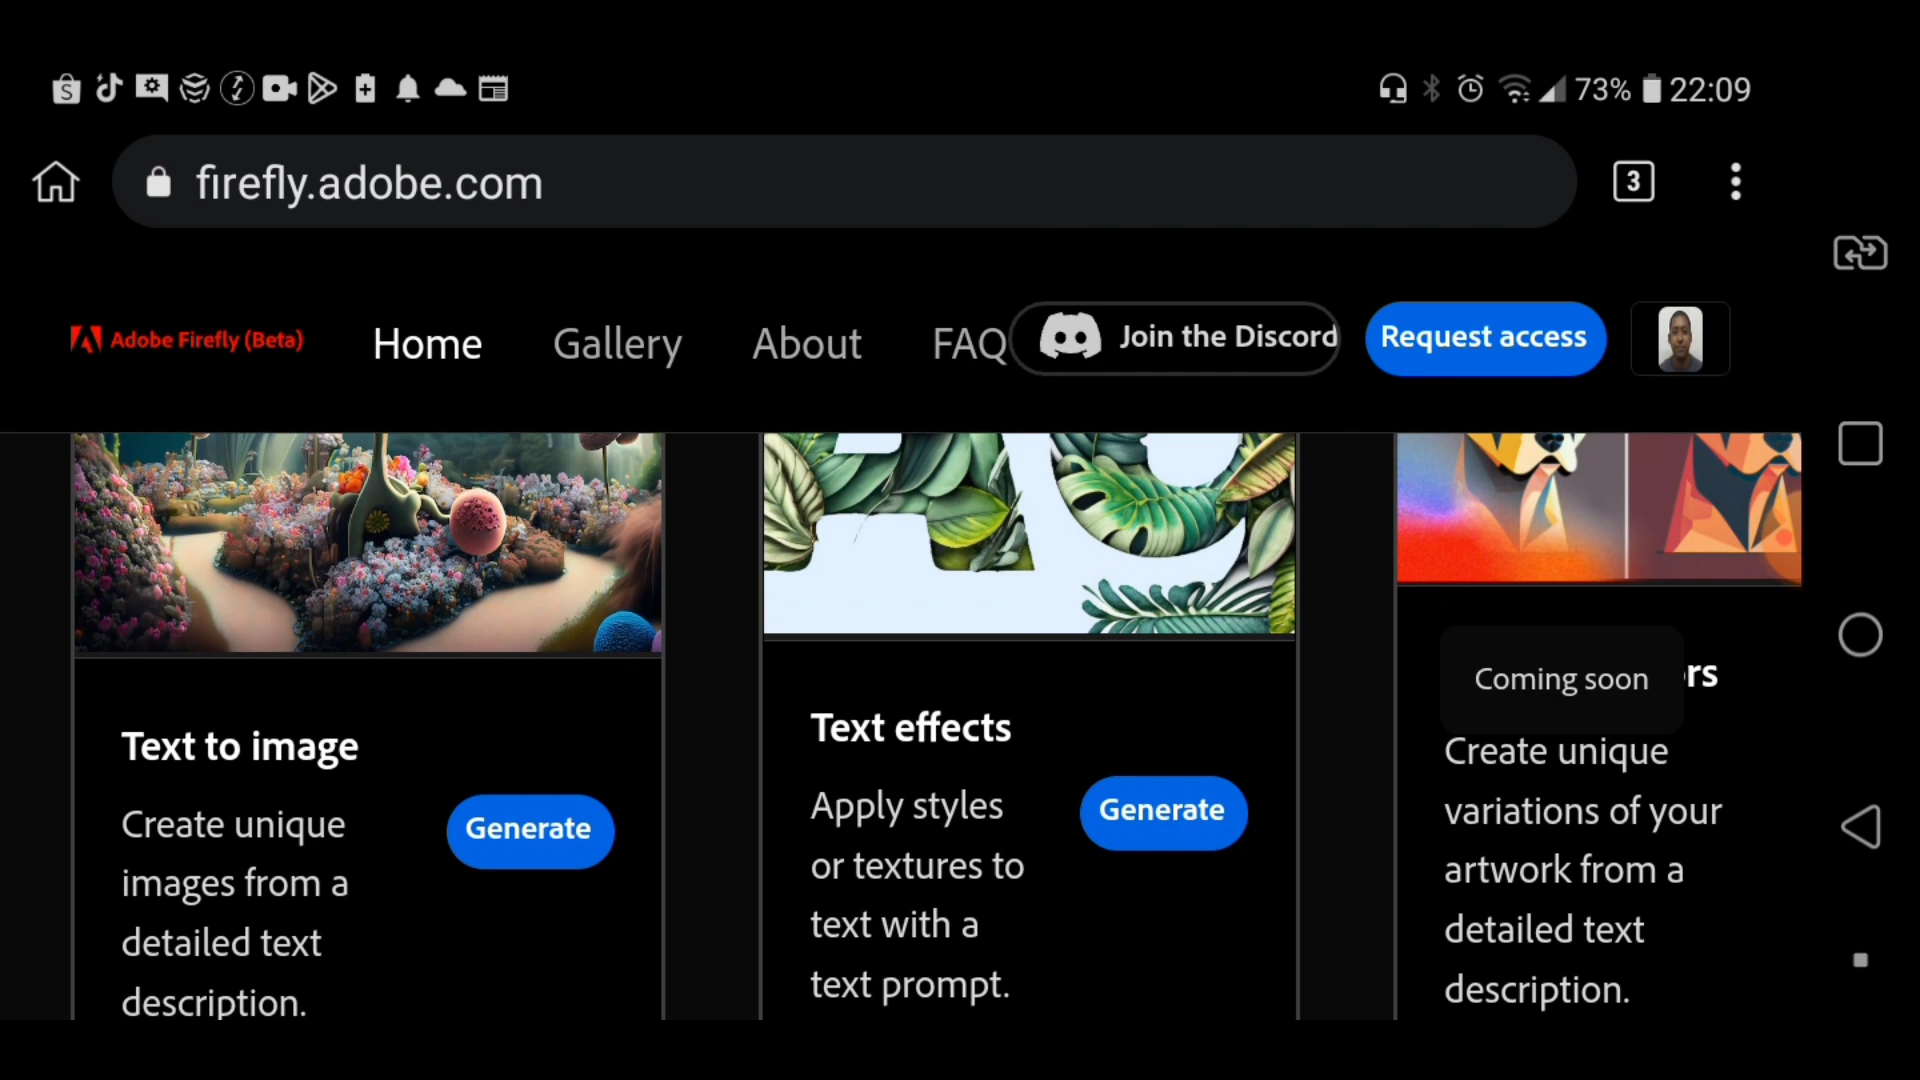 73% 22:09
firefly.adobe.com
3
Adobe Firefly (Beta)
Home
Gallery
About
FAQ
Join the Discord
Request access
Text to image
Create unique
images from a
detailed text
description.
Generate
Text effects
Apply styles
or textures to
text with a
text prompt.
Generate
Coming soon
rs
Create unique
variations of your
artwork from a
detailed text
description.